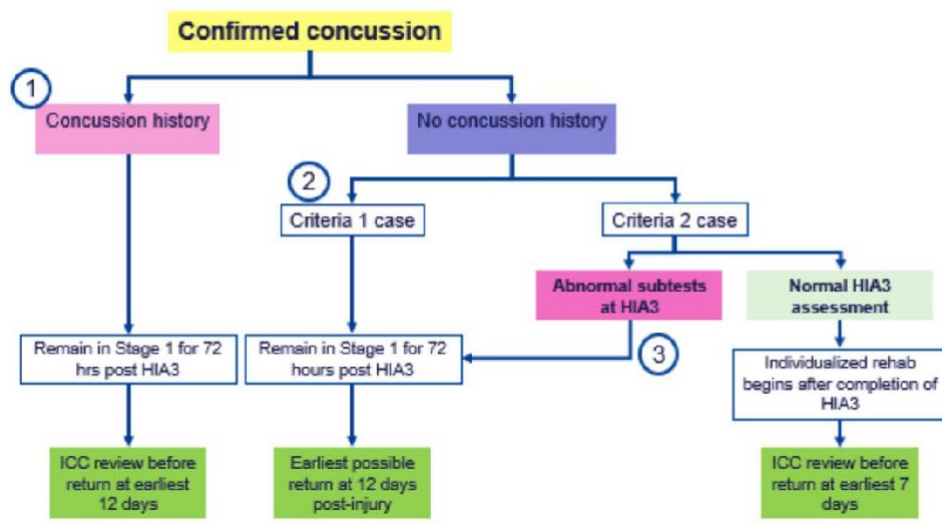 Confirmed concussion
1
Concussion history
No concussion history
2
Criteria 1 case
Criteria 2 case
Abnormal subtests
at HIA3
Normal HIA3
assessment
3
Remain in Stage 1 for 72
hrs post HIA3
Remain in Stage 1 for 72
hours post HIA3
Individualized rehab
begins after completion of
HIA3
ICC review before
return at earliest
12 days
Earliest possible
return at 12 days
post-injury
ICC review before
return at earliest 7
days